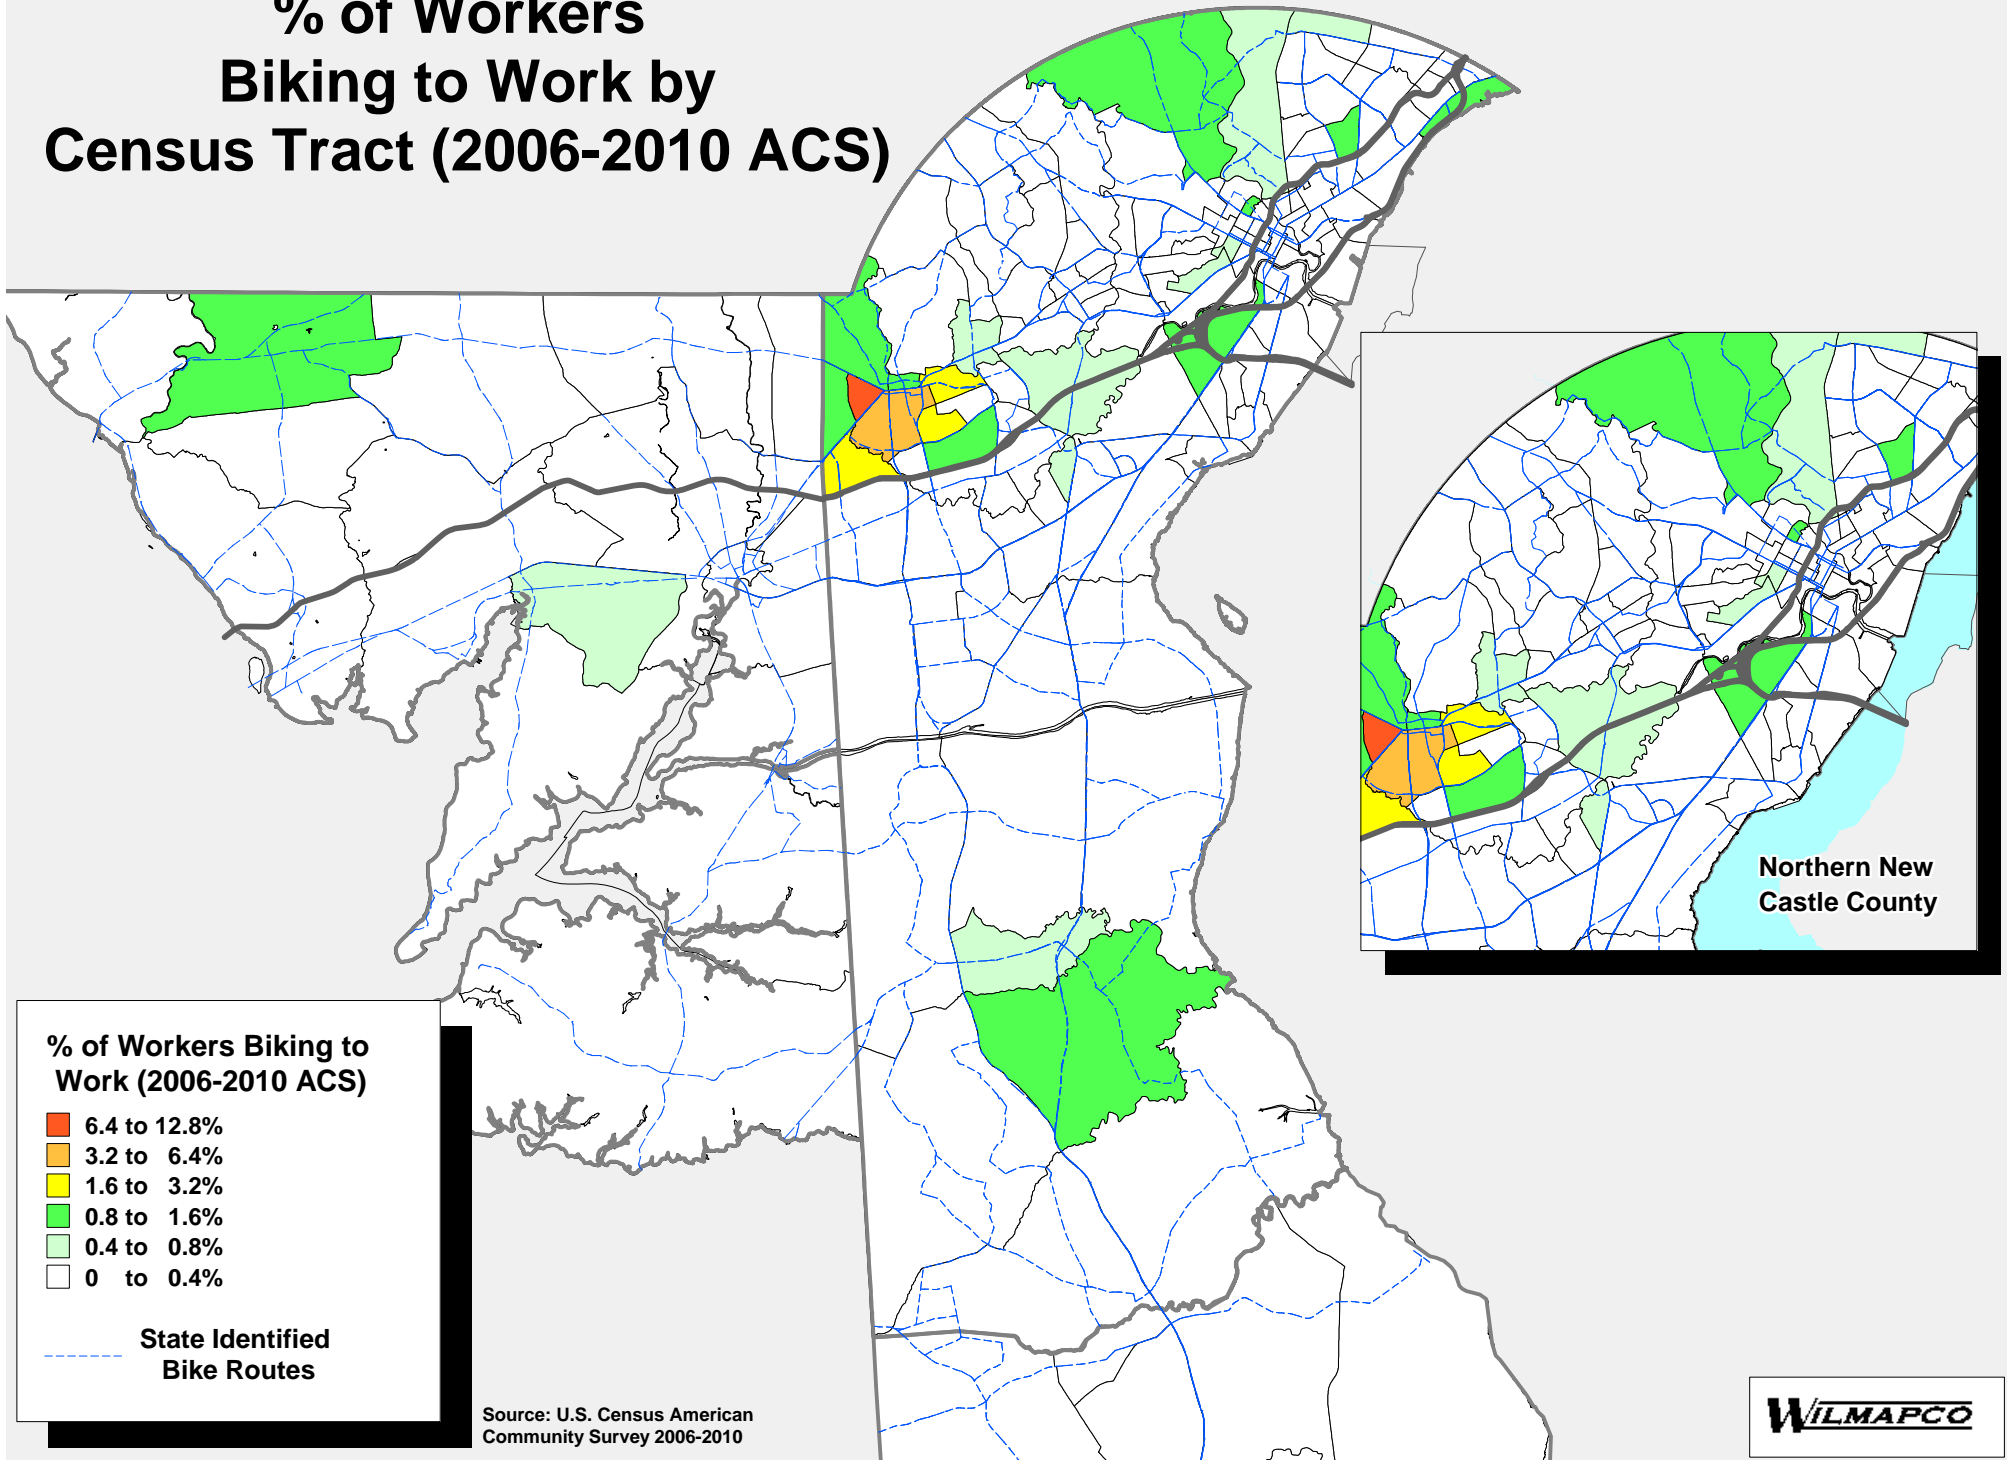 % of Workers
Biking to Work by
Census Tract (2006-2010 ACS)
Northern New
Castle County
% of Workers Biking to
Work (2006-2010 ACS)
6.4 to 12.8%
3.2 to 6.4%
1.6 to 3.2%
0.8 to 1.6%
0.4 to 0.8%
0 to 0.4%
State Identified
Bike Routes
Source: U.S. Census American
Community Survey 2006-2010
WILMAPCO